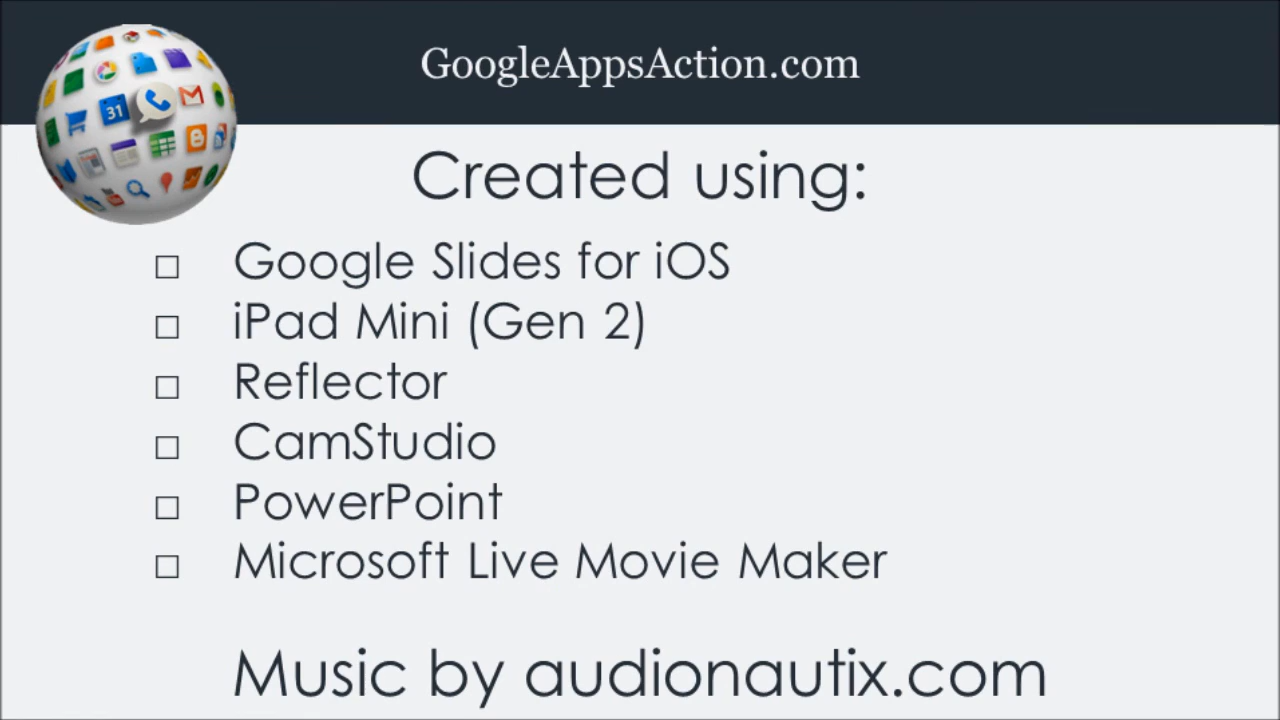 GoogleAppsAction.com
31
Created using:
Google Slides for iOS
iPad Mini (Gen 2)
Reflector
CamStudio
PowerPoint
Microsoft Live Movie Maker
Music by audionautix.com